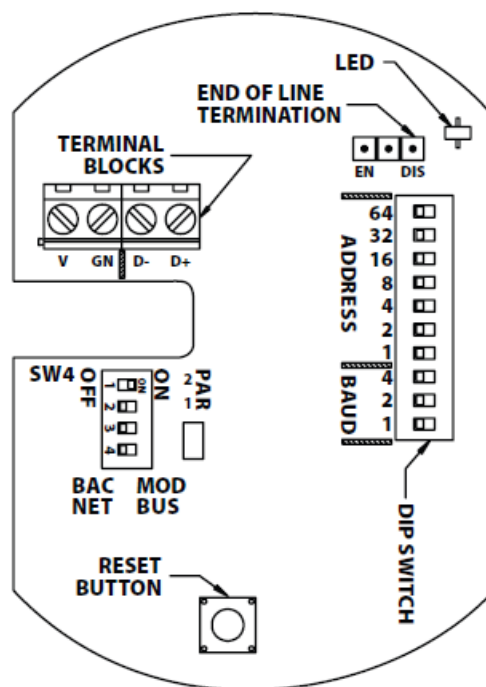 LED
END OF LINE
TERMINATION
EN DIS
TERMINAL
BLOCKS
V GN D- D+
64
32
16
8
4
2
1
ADDRESS
4
2
1
BAUD
DIP SWITCH
SW4
OFF
ON
ON
1
2
3
4
PAR
2
1
BAC
NET
MOD
BUS
RESET
BUTTON